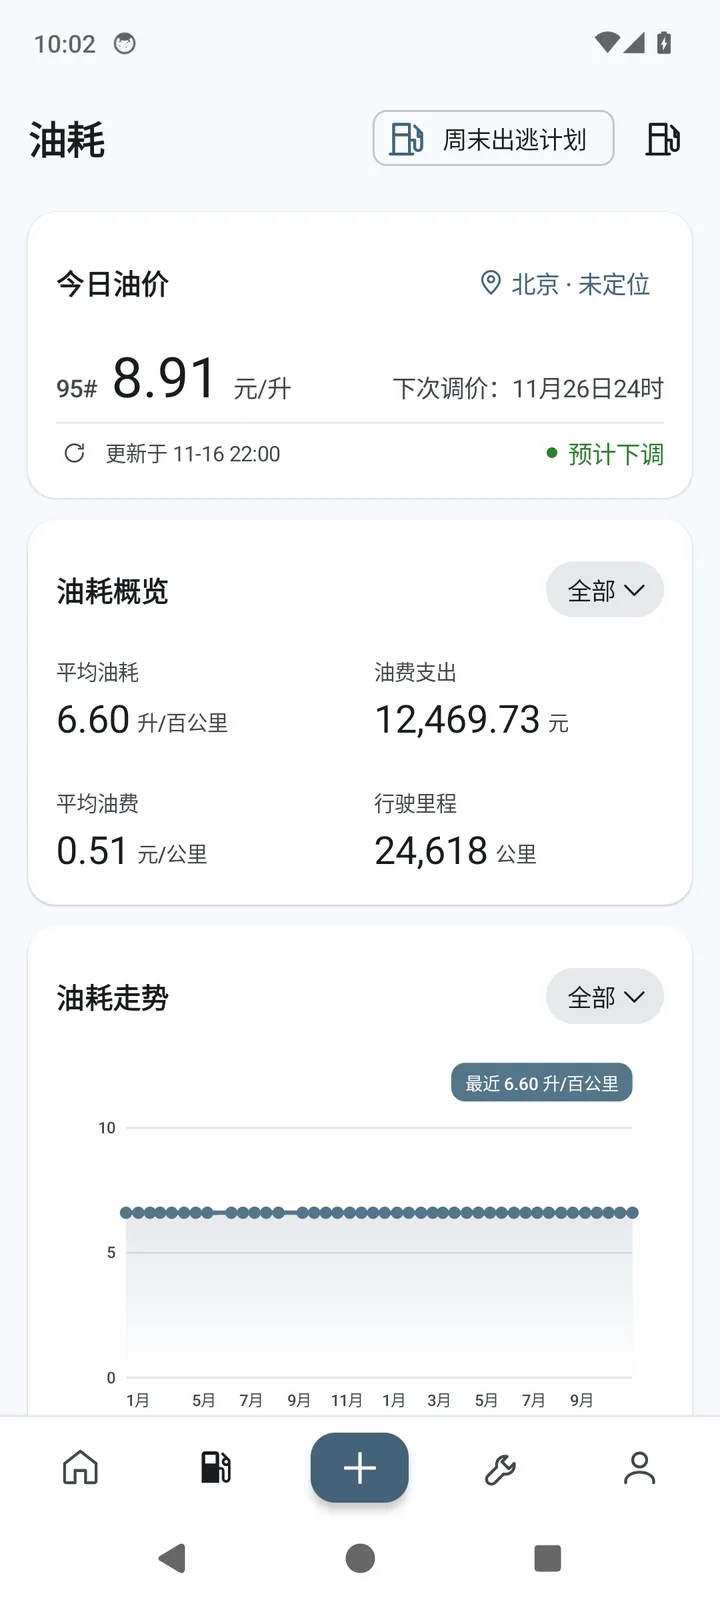 10:02
油耗
周末出逃计划
今日油价
北京 · 未定位
95# 8.91 元/升
下次调价：11月26日24时
更新于 11-16 22:00
预计下调
油耗概览
全部
平均油耗
油费支出
6.60 升/百公里
12,469.73 元
平均油费
行驶里程
0.51 元/公里
24,618 公里
油耗走势
全部
最近 6.60 升/百公里
10
5
0
1月 5月 7月 9月 11月 1月 3月 5月 7月 9月